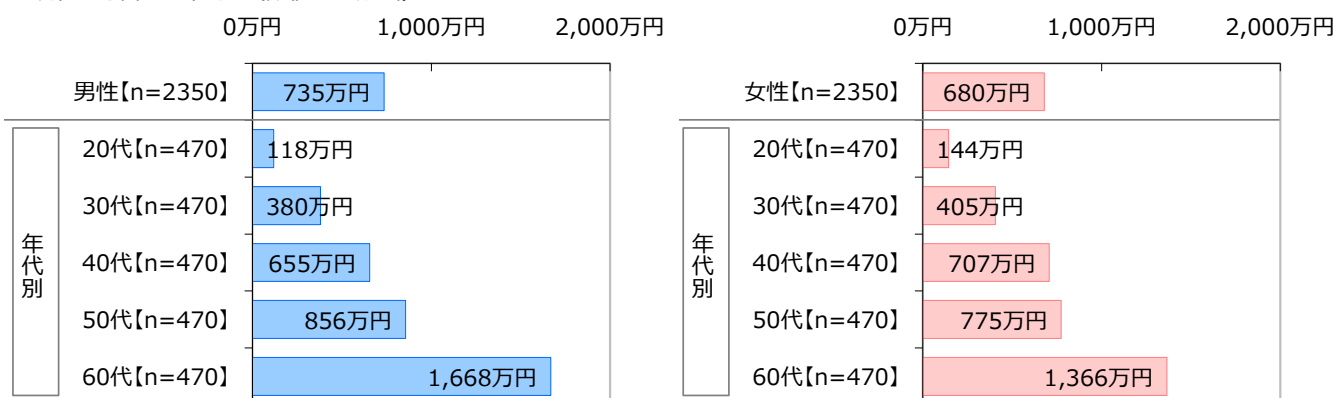 0万円 1,000万円 2,000万円
男性【n=2350】 735万円
年代別
20代【n=470】 118万円
30代【n=470】 380万円
40代【n=470】 655万円
50代【n=470】 856万円
60代【n=470】 1,668万円
0万円 1,000万円 2,000万円
女性【n=2350】 680万円
年代別
20代【n=470】 144万円
30代【n=470】 405万円
40代【n=470】 707万円
50代【n=470】 775万円
60代【n=470】 1,366万円